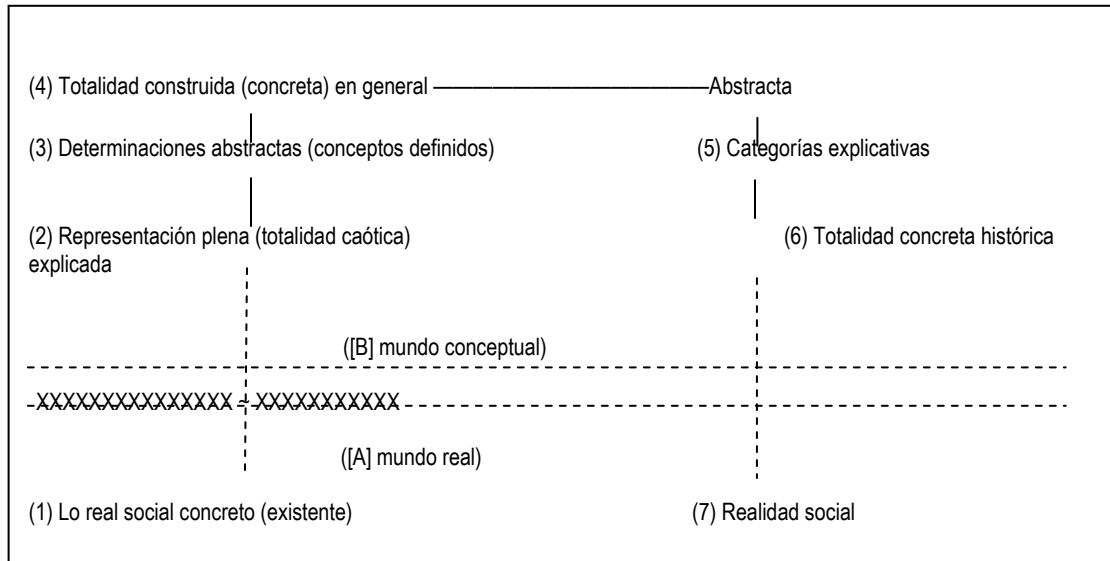 (4) Totalidad construida (concreta) en general ——————————————Abstracta
(3) Determinaciones abstractas (conceptos definidos) (5) Categorías explicativas
(2) Representación plena (totalidad caótica) (6) Totalidad concreta histórica
explicada
([B] mundo conceptual)
XXXXXXXXXXXXXXX ~ XXXXXXXXXXX
([A] mundo real)
(1) Lo real social concreto (existente) (7) Realidad social